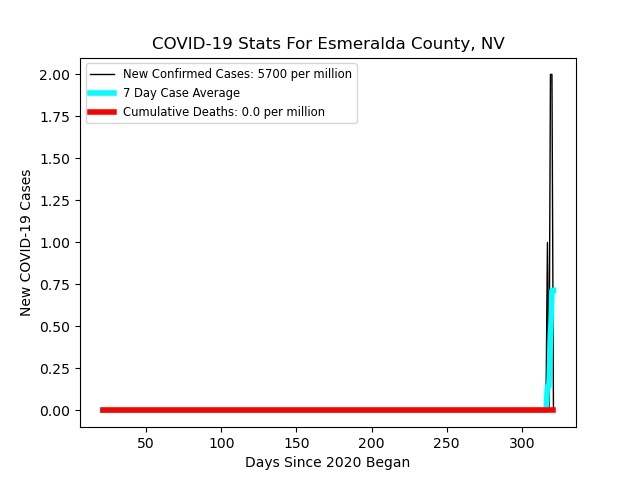 COVID-19 Stats For Esmeralda County, NV
New Confirmed Cases: 5700 per million
7 Day Case Average
Cumulative Deaths: 0.0 per million
New COVID-19 Cases
2.00
1.75
1.50
1.25
1.00
0.75
0.50
0.25
0.00
50 100 150 200 250 300
Days Since 2020 Began